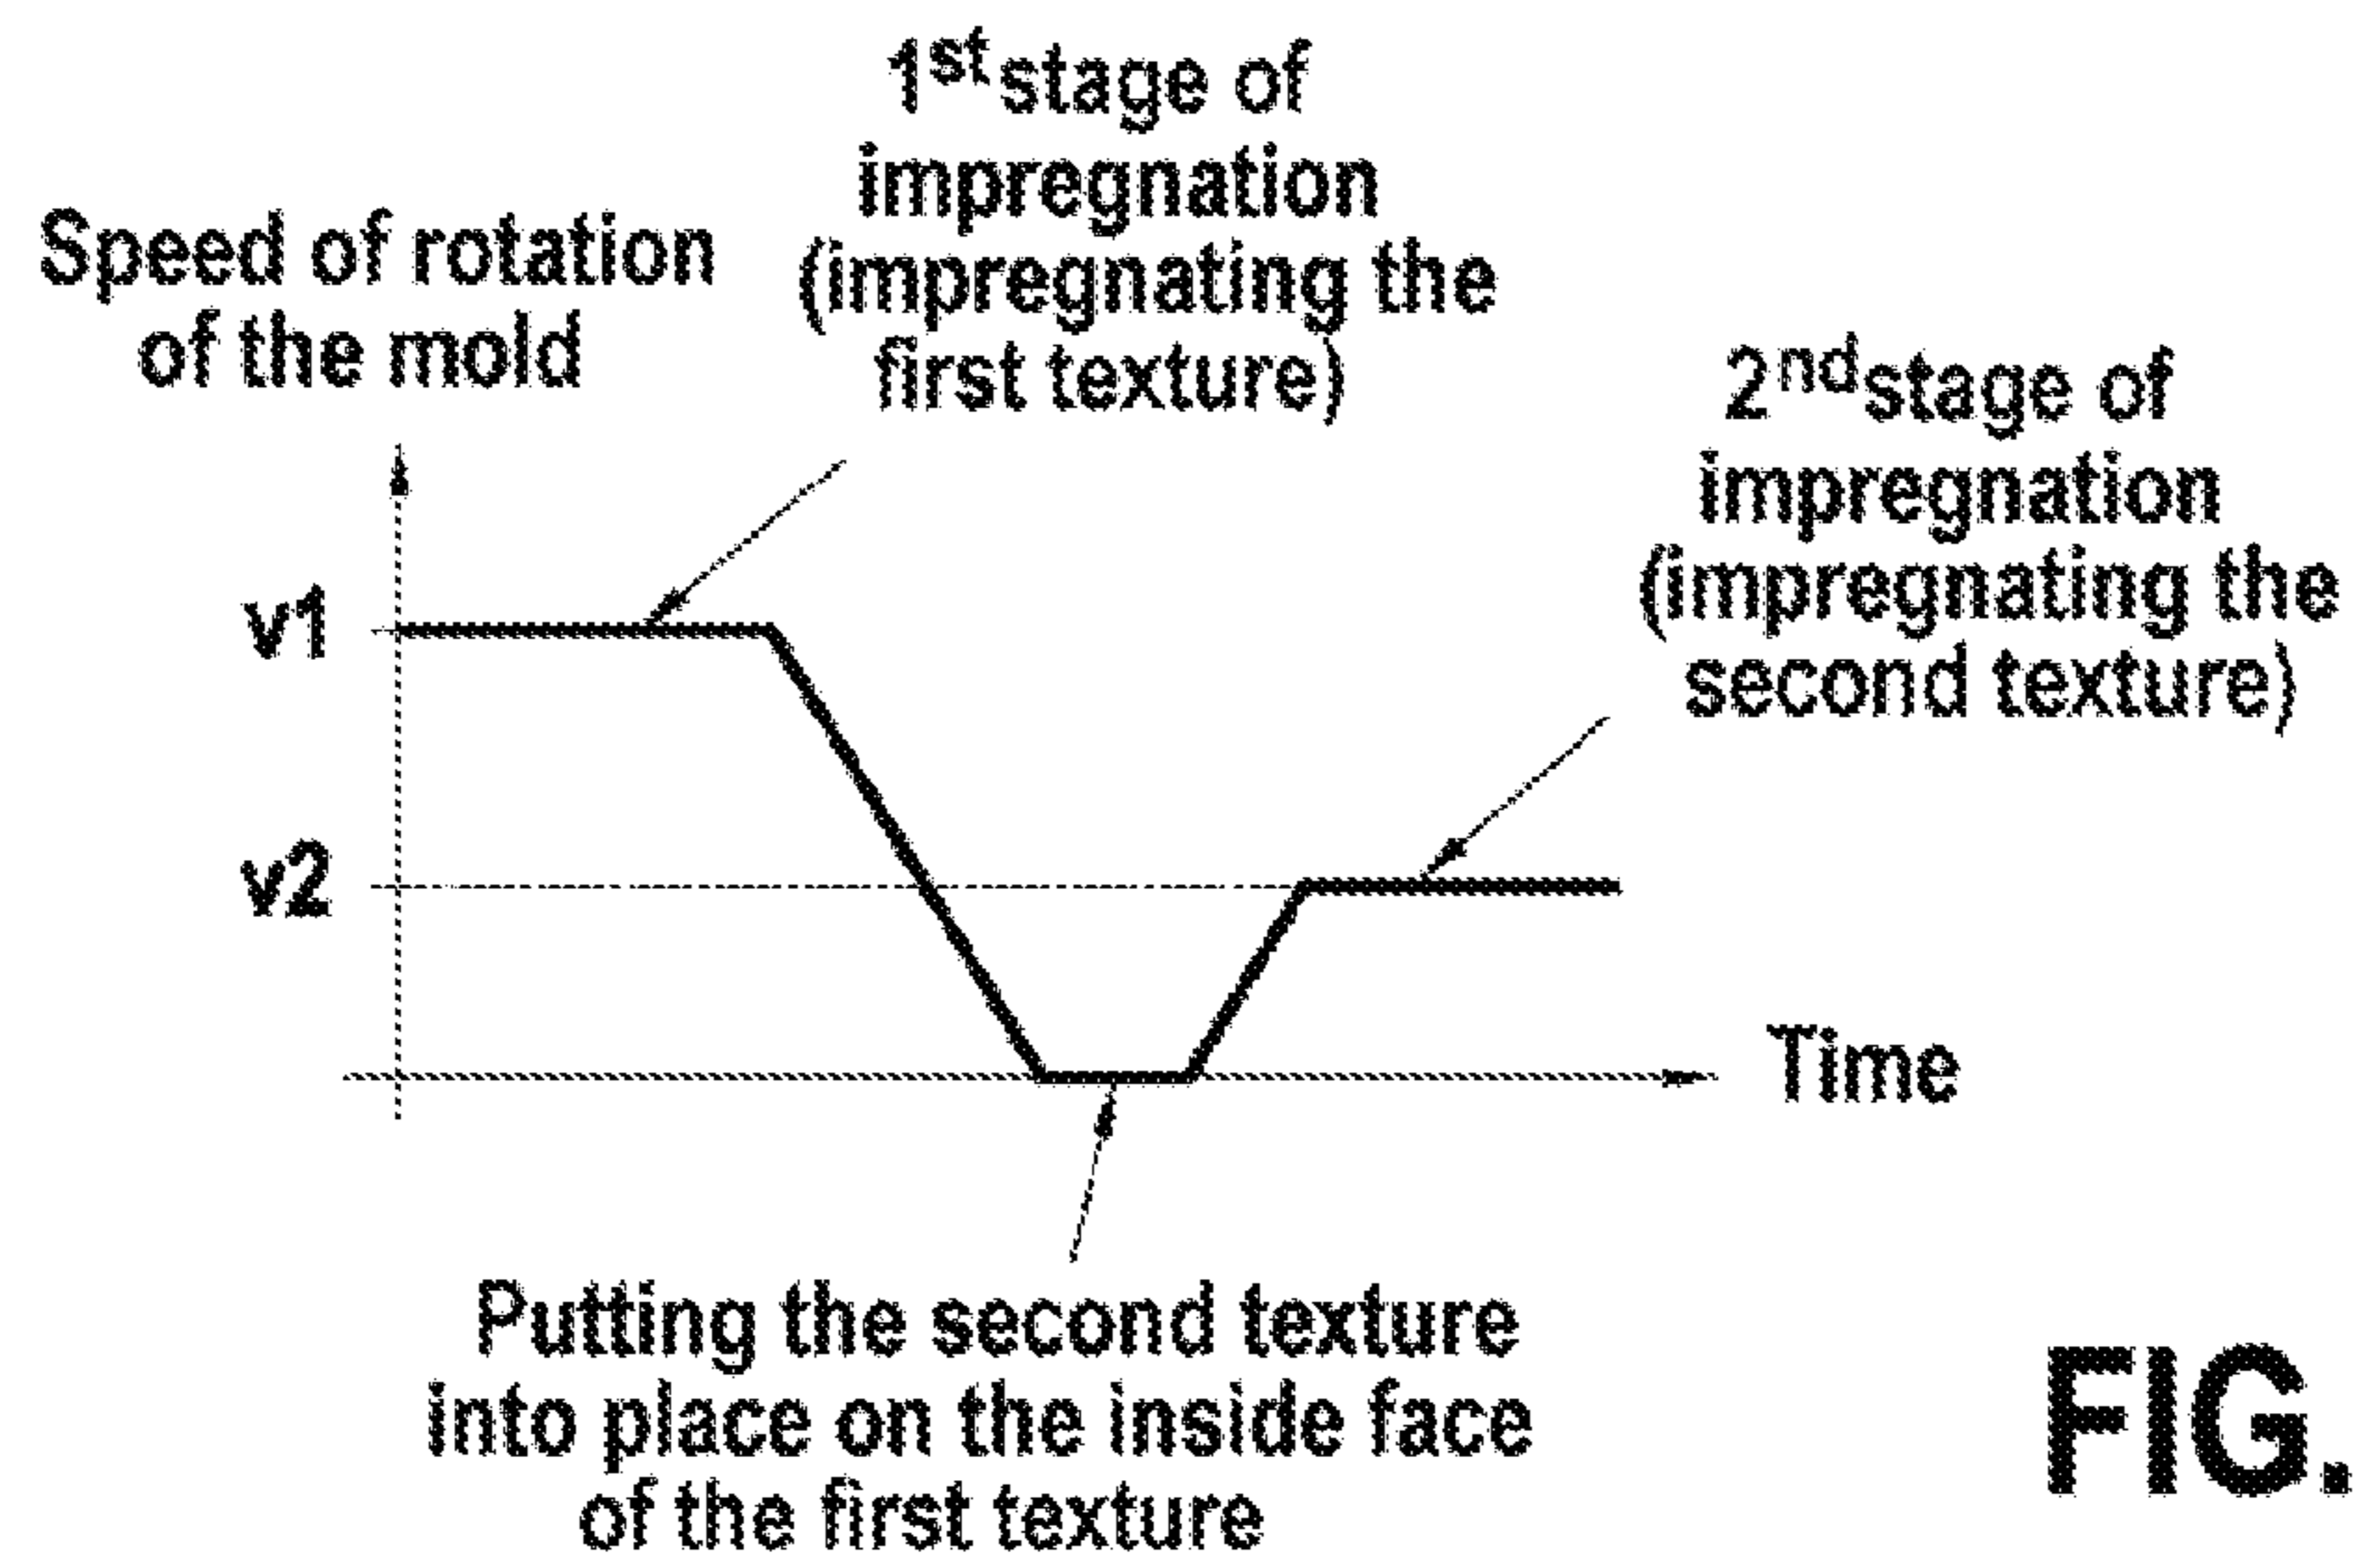 1st stage of
impregnation
(impregnating the
first texture)
Speed of rotation
of the mold
2nd stage of
impregnation
(impregnating the
second texture)
v1
v2
Time
Putting the second texture
into place on the inside face
of the first texture
FIG.